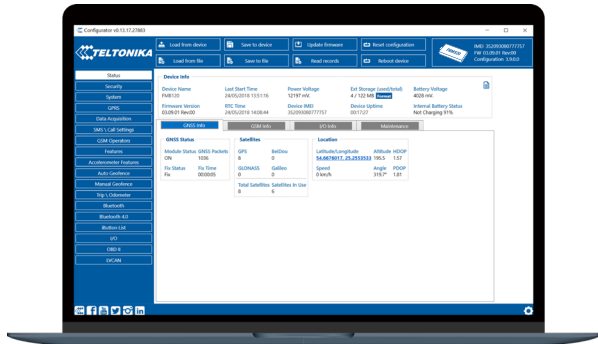 Configurator v0.13.17.27883
TELTONIKA
Load from device
Save to device
Update firmware
Reset configuration
Load from file
Save to file
Read records
Reboot device
FMB120
IMEI 352093080777757
FW 03.09.01 Rev:00
Configuration 1.9.0.0
Status
Security
System
GPRS
Data Acquisition
SMS \ Call Settings
GSM Operators
Features
Accelerometer Features
Auto Geofence
Manual Geofence
Trip \ Odometer
Bluetooth
Bluetooth 4.0
iButton List
I/O
OBD II
LVCAN
Device Info
Device Name Last Start Time Power Voltage Ext Storage (used/total) Battery Voltage
FMB120 24/05/2018 13:51:16 12197 mV. 4 / 122 MB Format 4028 mV.
Firmware Version RTC Time Device IMEI Device Uptime Internal Battery Status
03.09.01 Rev:00 24/05/2018 14:08:44 352093080777757 00:17:27 Not Charging 91%
GNSS Info GSM Info I/O Info Maintenance
GNSS Status
Module Status GNSS Packets
ON 1036
Fix Status Fix Time
Fix 00:00:05
Satellites
GPS BeiDou
8 0
GLONASS Galileo
0 0
Total Satellites Satellites In Use
8 6
Location
Latitude/Longitude Altitude HDOP
54.6678017, 25.2553533 195.5 1.57
Speed Angle PDOP
0 km/h 319.7° 1.81